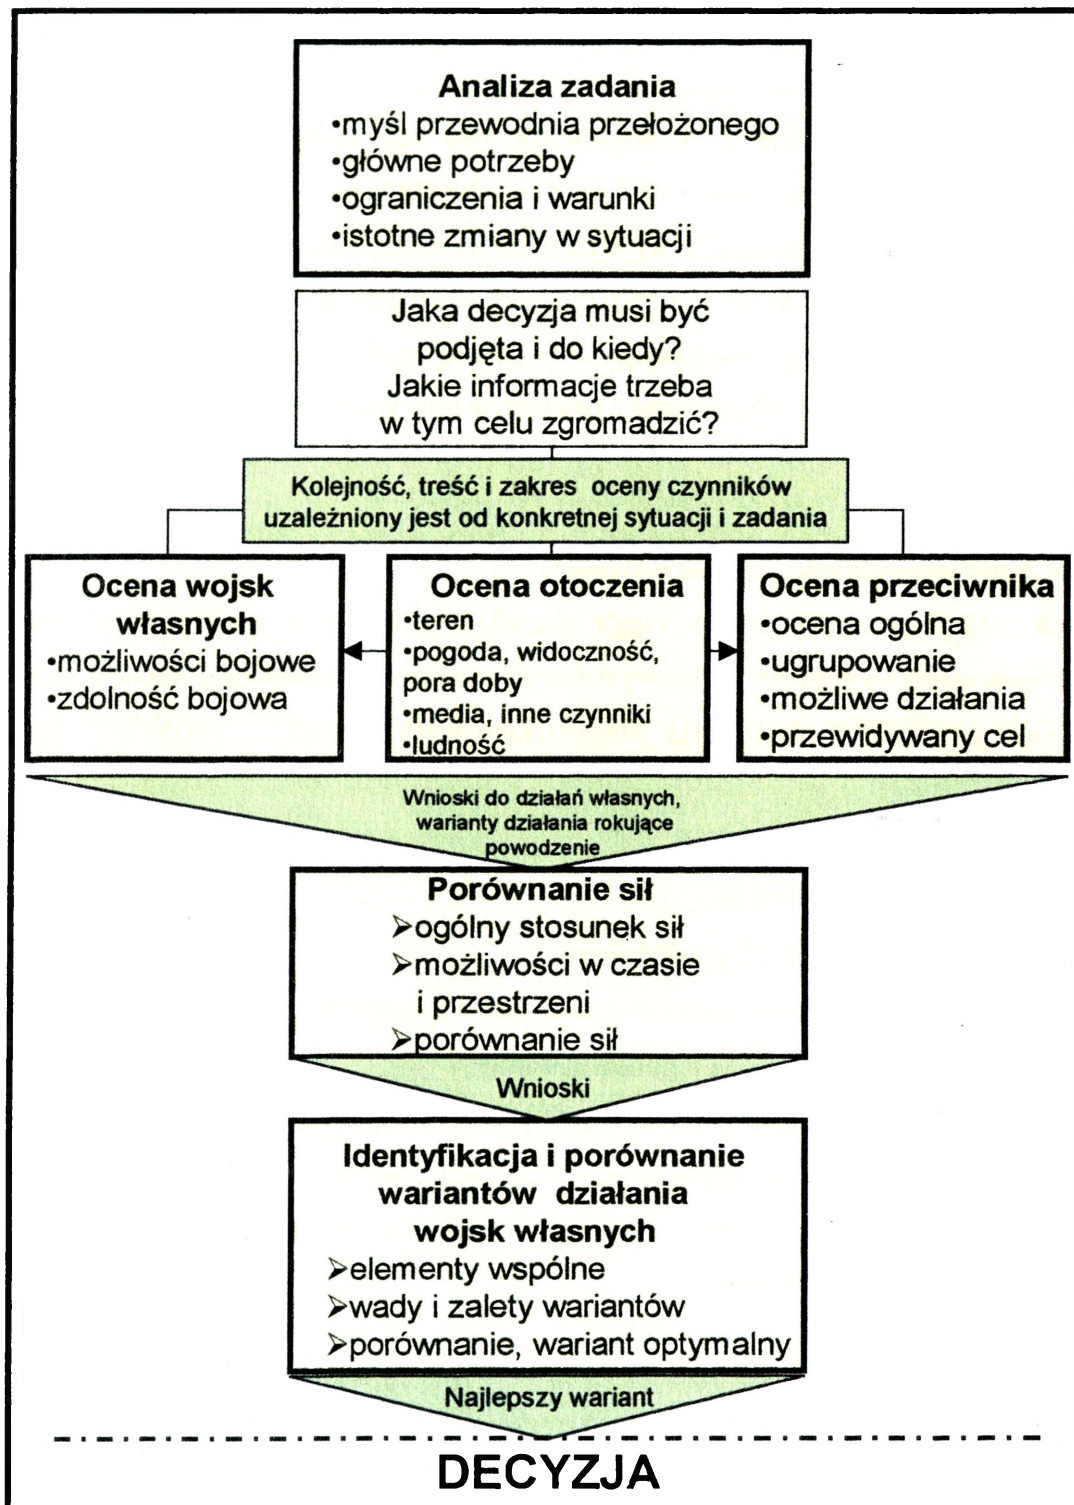 Analiza zadania
•myśl przewodnia przełożonego
•główne potrzeby
•ograniczenia i warunki
•istotne zmiany w sytuacji
Jaka decyzja musi być
podjęta i do kiedy?
Jakie informacje trzeba
w tym celu zgromadzić?
Kolejność, treść i zakres oceny czynników
uzależniony jest od konkretnej sytuacji i zadania
Ocena wojsk
własnych
•możliwości bojowe
•zdolność bojowa
Ocena otoczenia
•teren
•pogoda, widoczność,
pora doby
•media, inne czynniki
•ludność
Ocena przeciwnika
•ocena ogólna
•ugrupowanie
•możliwe działania
•przewidywany cel
Wnioski do działań własnych,
warianty działania rokujące
powodzenie
Porównanie sił
➢ogólny stosunek sił
➢możliwości w czasie
i przestrzeni
➢porównanie sił
Wnioski
Identyfikacja i porównanie
wariantów działania
wojsk własnych
➢elementy wspólne
➢wady i zalety wariantów
➢porównanie, wariant optymalny
Najlepszy wariant
DECYZJA